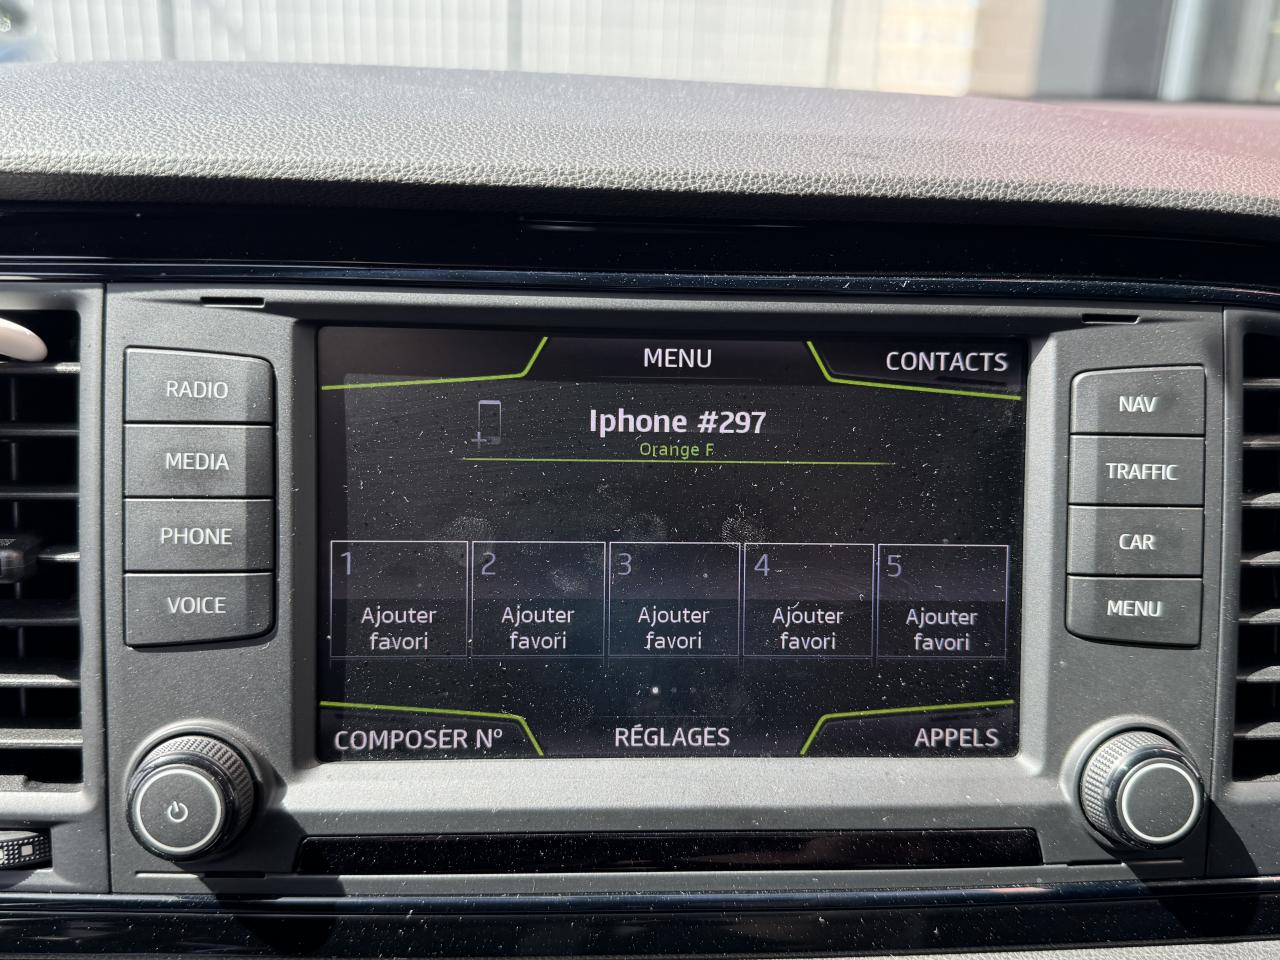 RADIO
MEDIA
PHONE
VOICE
MENU
CONTACTS
Iphone #297
Orange F
1
Ajouter
favori
2
Ajouter
favori
3
Ajouter
favori
4
Ajouter
favori
5
Ajouter
favori
COMPOSER Nº
RÉGLAGES
APPELS
NAV
TRAFFIC
CAR
MENU